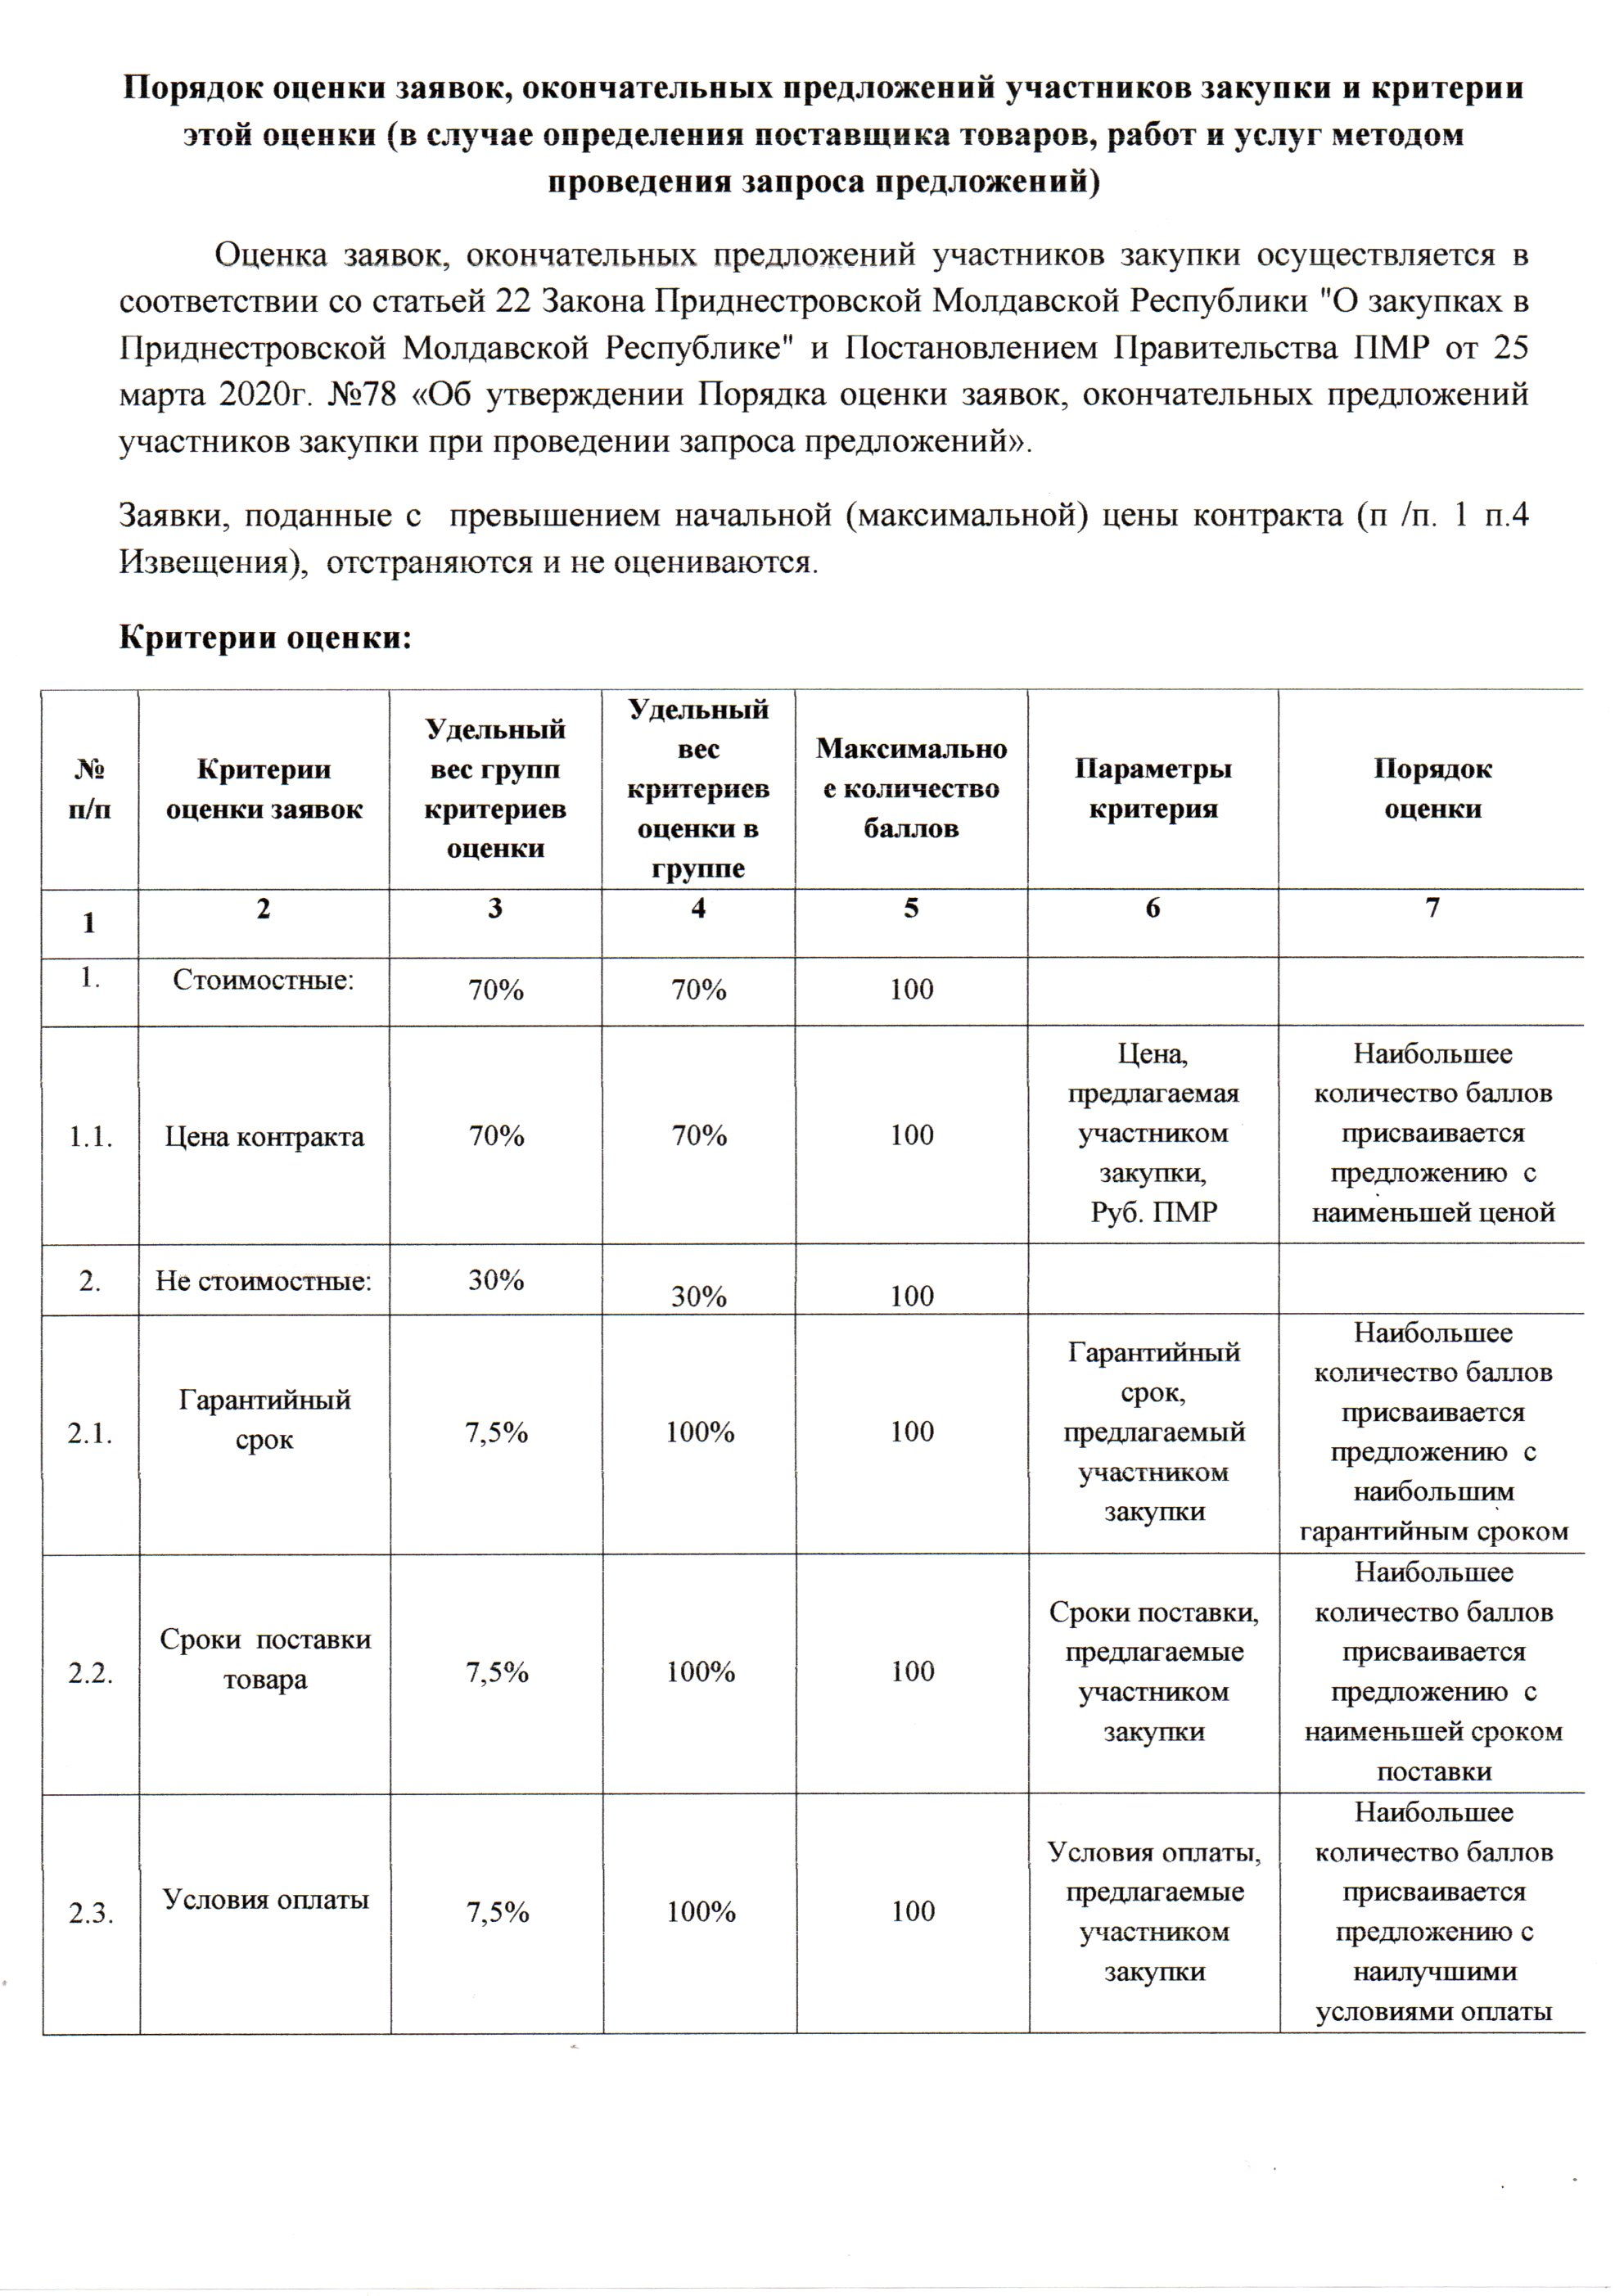 Порядок оценки заявок, окончательных предложений участников закупки и критерии
этой оценки (в случае определения поставщика товаров, работ и услуг методом
проведения запроса предложений)
Оценка заявок, окончательных предложений участников закупки осуществляется в
соответствии со статьей 22 Закона Приднестровской Молдавской Республики "О закупках в
Приднестровской Молдавской Республике" и Постановлением Правительства ПМР от 25
марта 2020г. №78 «Об утверждении Порядка оценки заявок, окончательных предложений
участников закупки при проведении запроса предложений».
Заявки, поданные с превышением начальной (максимальной) цены контракта (п /п. 1 п.4
Извещения), отстраняются и не оцениваются.
Критерии оценки:
№
п/п
Критерии
оценки заявок
Удельный
вес групп
критериев
оценки
Удельный
вес
критериев
оценки в
группе
Максимально
е количество
баллов
Параметры
критерия
Порядок
оценки
1
2
3
4
5
6
7
1.
Стоимостные:
70%
70%
100
1.1.
Цена контракта
70%
70%
100
Цена,
предлагаемая
участником
закупки,
Руб. ПМР
Наибольшее
количество баллов
присваивается
предложению с
наименьшей ценой
2.
Не стоимостные:
30%
30%
100
2.1.
Гарантийный
срок
7,5%
100%
100
Гарантийный
срок,
предлагаемый
участником
закупки
Наибольшее
количество баллов
присваивается
предложению с
наибольшим
гарантийным сроком
2.2.
Сроки поставки
товара
7,5%
100%
100
Сроки поставки,
предлагаемые
участником
закупки
Наибольшее
количество баллов
присваивается
предложению с
наименьшей сроком
поставки
2.3.
Условия оплаты
7,5%
100%
100
Условия оплаты,
предлагаемые
участником
закупки
Наибольшее
количество баллов
присваивается
предложению с
наилучшими
условиями оплаты